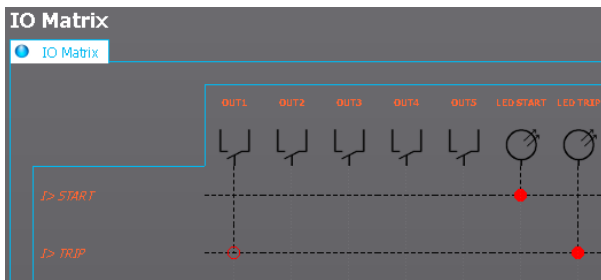 IO Matrix
IO Matrix
OUT1 OUT2 OUT3 OUT4 OUT5 LED START LED TRIP
I> START
I> TRIP